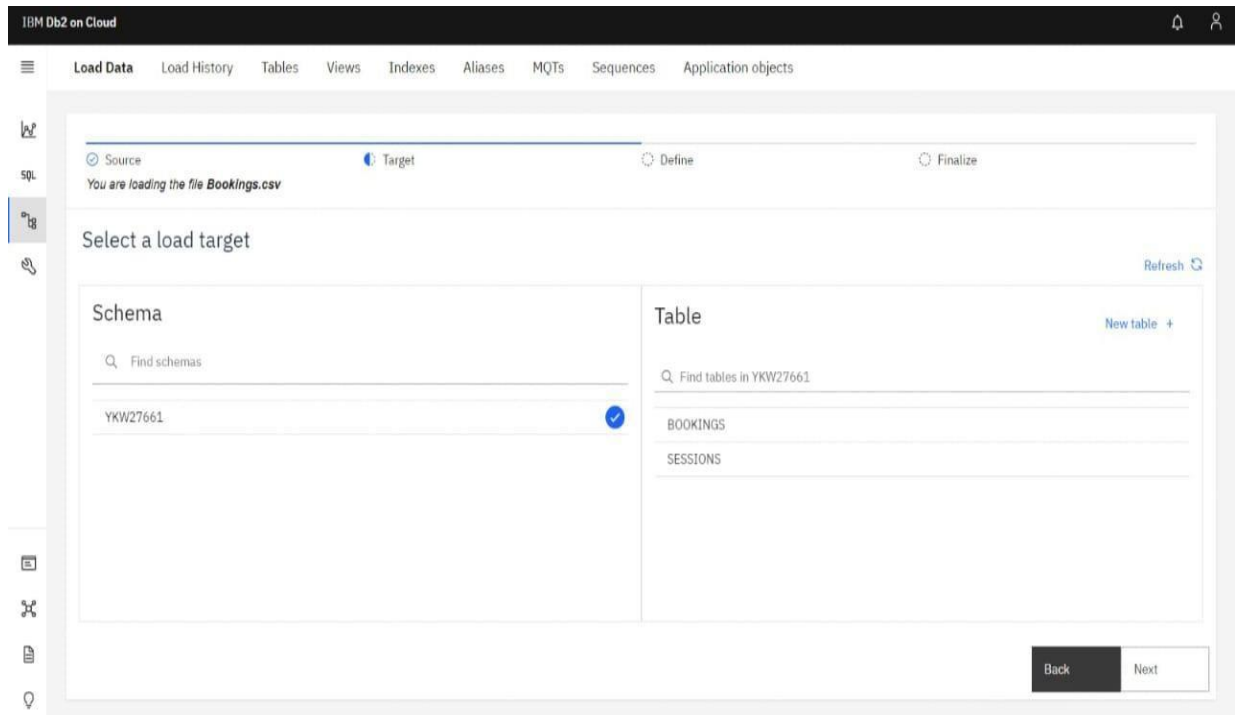 IBM Db2 on Cloud
Load Data Load History Tables Views Indexes Aliases MQTs Sequences Application objects
SQL
Source Target Define Finalize
You are loading the file Bookings.csv
Select a load target
Refresh
Schema
Find schemas
YKW27661
Table
New table +
Find tables in YKW27661
BOOKINGS
SESSIONS
Back Next